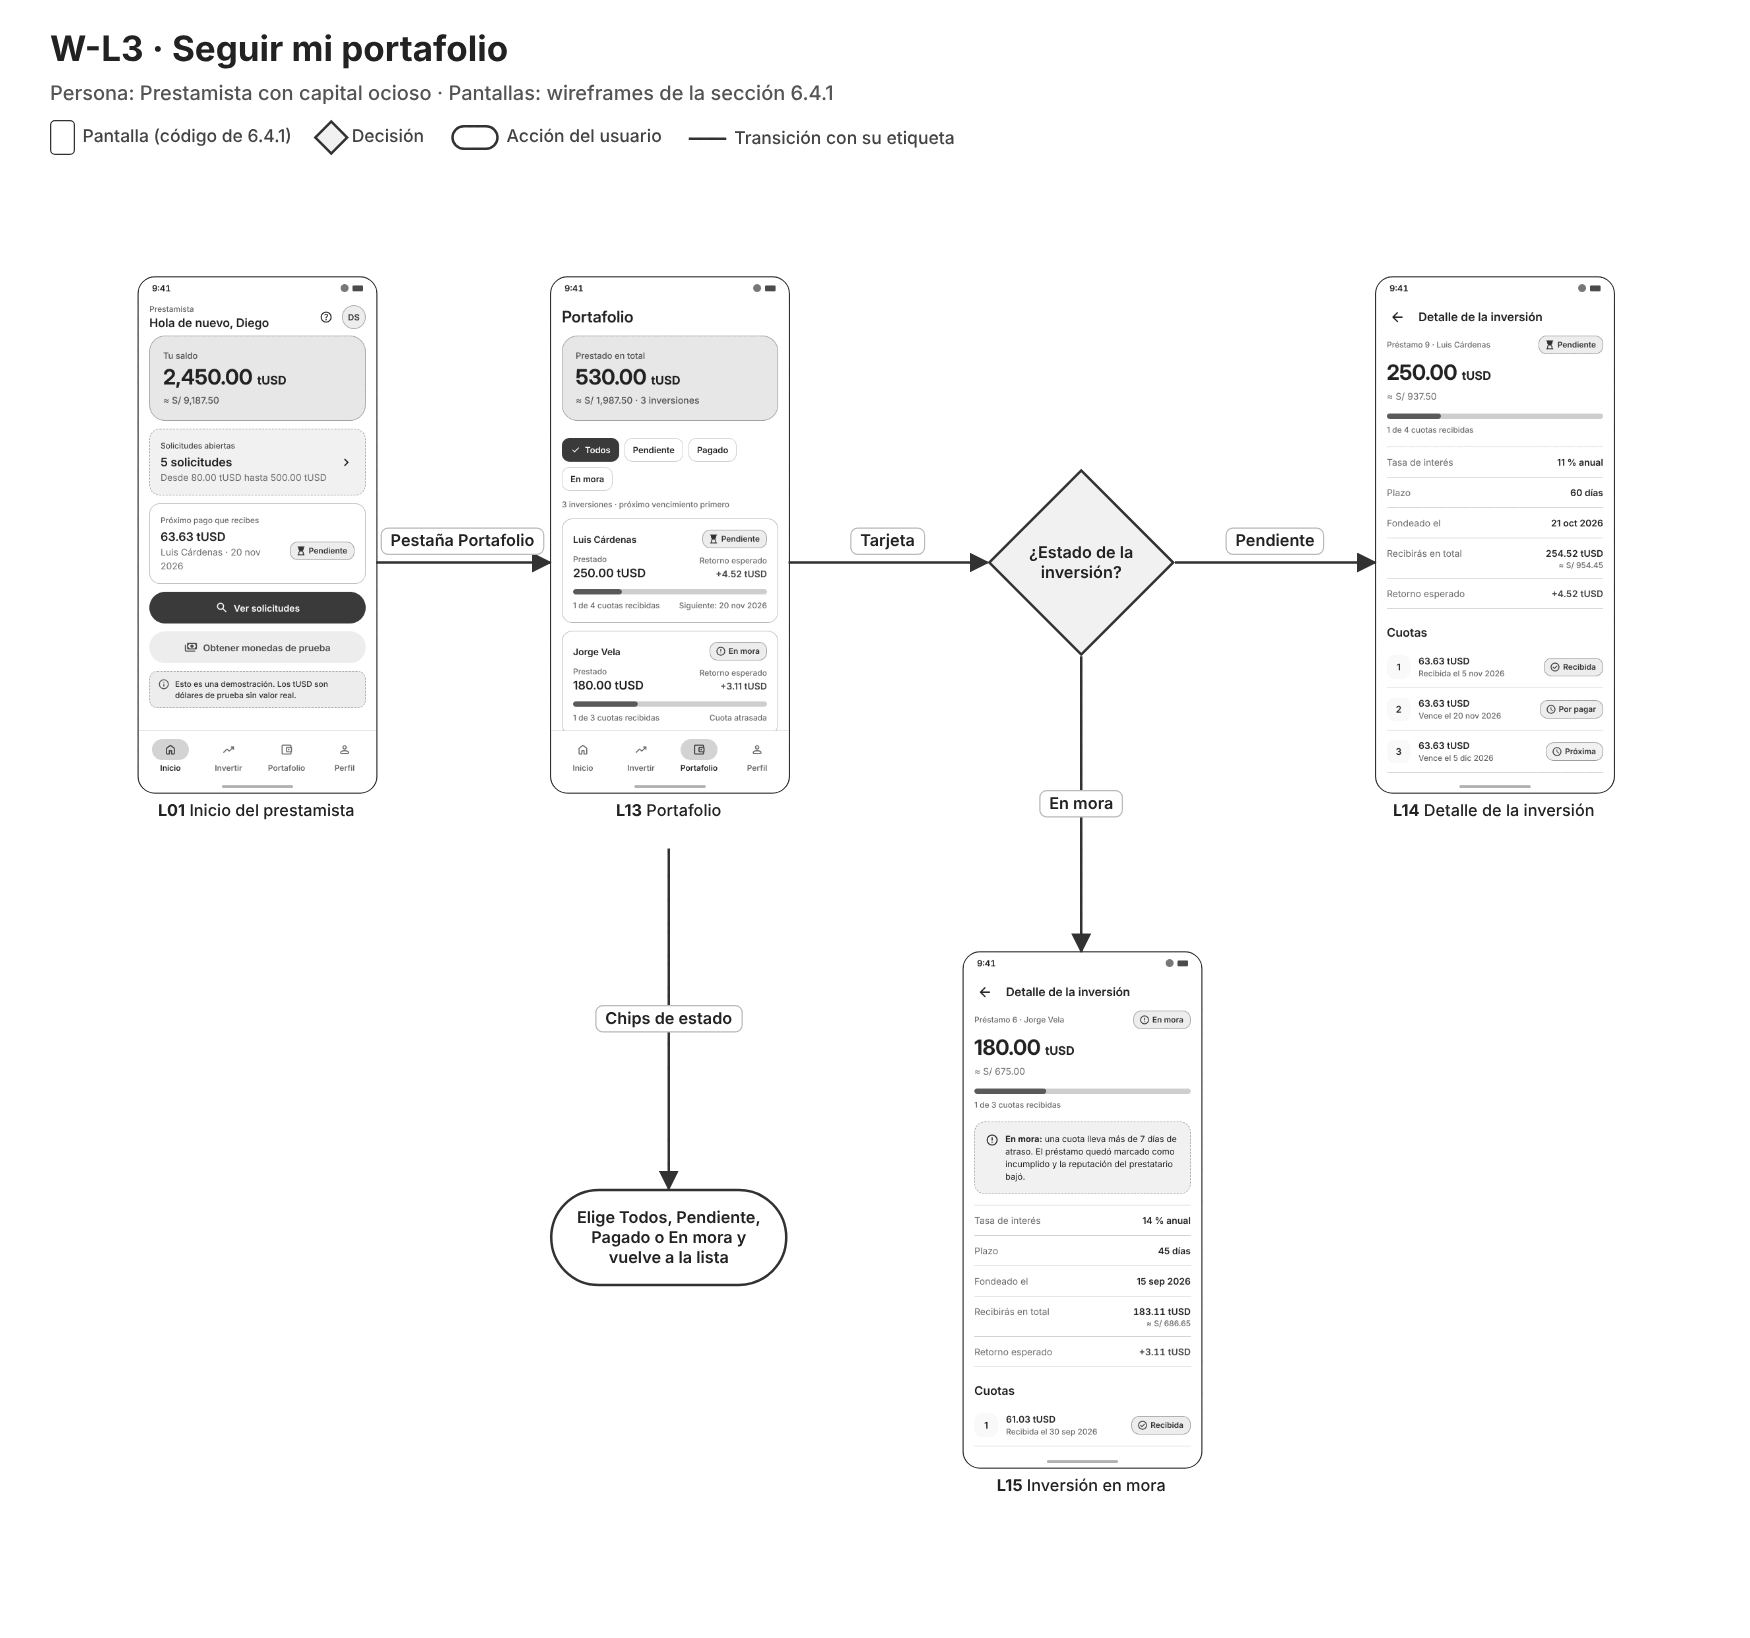 W-L3 · Seguir mi portafolio
Persona: Prestamista con capital ocioso · Pantallas: wireframes de la sección 6.4.1
Pantalla (código de 6.4.1)
Decisión
Acción del usuario
Transición con su etiqueta
9:41
Prestamista
Hola de nuevo, Diego
DS
Tu saldo
2,450.00 tUSD
≈ S/ 9,187.50
Solicitudes abiertas
5 solicitudes
Desde 80.00 tUSD hasta 500.00 tUSD
Próximo pago que recibes
63.63 tUSD
Luis Cárdenas · 20 nov
2026
Pendiente
Ver solicitudes
Obtener monedas de prueba
Esto es una demostración. Los tUSD son
dólares de prueba sin valor real.
Inicio
Invertir
Portafolio
Perfil
L01 Inicio del prestamista
Pestaña Portafolio
9:41
Portafolio
Prestado en total
530.00 tUSD
≈ S/ 1,987.50 · 3 inversiones
Todos
Pendiente
Pagado
En mora
3 inversiones · próximo vencimiento primero
Luis Cárdenas
Pendiente
Prestado
Retorno esperado
250.00 tUSD
+4.52 tUSD
1 de 4 cuotas recibidas
Siguiente: 20 nov 2026
Jorge Vela
En mora
Prestado
Retorno esperado
180.00 tUSD
+3.11 tUSD
1 de 3 cuotas recibidas
Cuota atrasada
Inicio
Invertir
Portafolio
Perfil
L13 Portafolio
Tarjeta
¿Estado de la
inversión?
Pendiente
9:41
Detalle de la inversión
Préstamo 9 · Luis Cárdenas
Pendiente
250.00 tUSD
≈ S/ 937.50
1 de 4 cuotas recibidas
Tasa de interés
11 % anual
Plazo
60 días
Fondeado el
21 oct 2026
Recibirás en total
254.52 tUSD
≈ S/ 954.45
Retorno esperado
+4.52 tUSD
Cuotas
1
63.63 tUSD
Recibida el 5 nov 2026
Recibida
2
63.63 tUSD
Vence el 20 nov 2026
Por pagar
3
63.63 tUSD
Vence el 5 dic 2026
Próxima
L14 Detalle de la inversión
En mora
Chips de estado
Elige Todos, Pendiente,
Pagado o En mora y
vuelve a la lista
9:41
Detalle de la inversión
Préstamo 6 · Jorge Vela
En mora
180.00 tUSD
≈ S/ 675.00
1 de 3 cuotas recibidas
En mora: una cuota lleva más de 7 días de
atraso. El préstamo quedó marcado como
incumplido y la reputación del prestatario
bajó.
Tasa de interés
14 % anual
Plazo
45 días
Fondeado el
15 sep 2026
Recibirás en total
183.11 tUSD
≈ S/ 686.65
Retorno esperado
+3.11 tUSD
Cuotas
1
61.03 tUSD
Recibida el 30 sep 2026
Recibida
L15 Inversión en mora